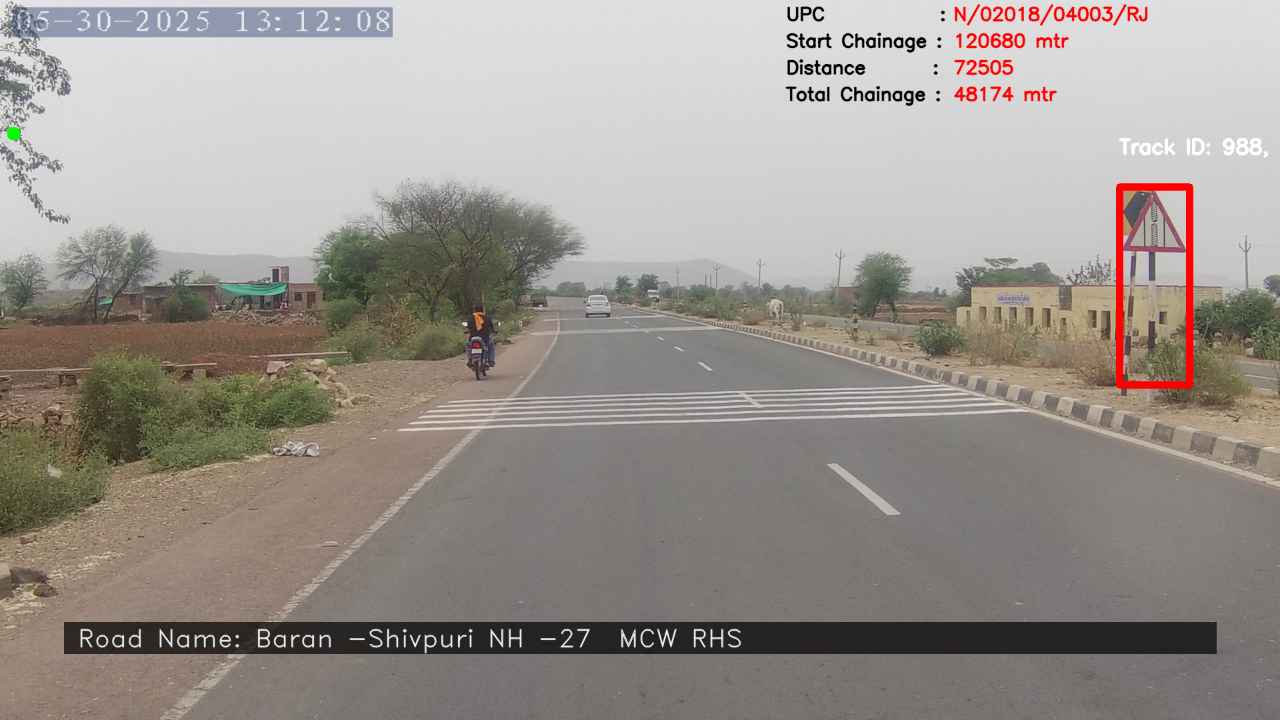 05-30-2025 13:12:08
UPC : N/02018/04003/RJ
Start Chainage : 120680 mtr
Distance : 72505
Total Chainage : 48174 mtr
Track ID: 988,
Road Name: Baran -Shivpuri NH -27 MCW RHS